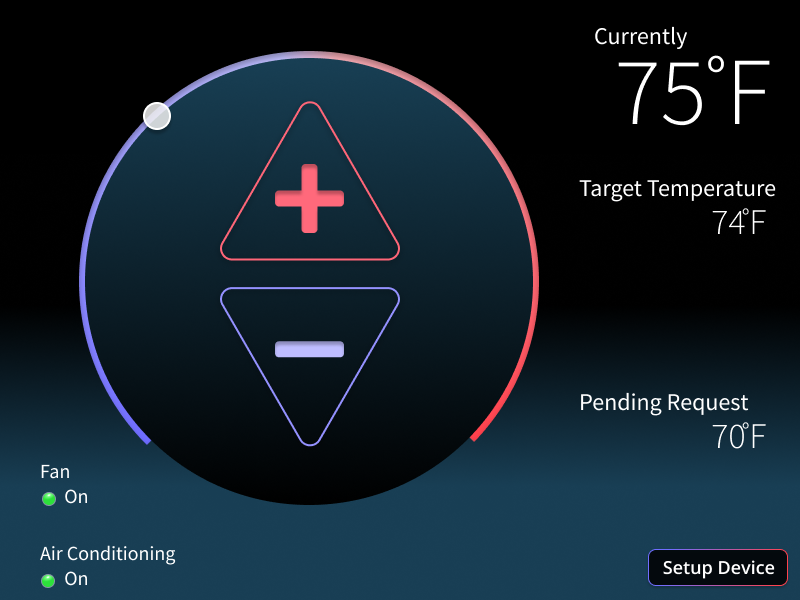 Currently
75°F
Target Temperature
74°F
Pending Request
70°F
Fan
On
Air Conditioning
On
Setup Device